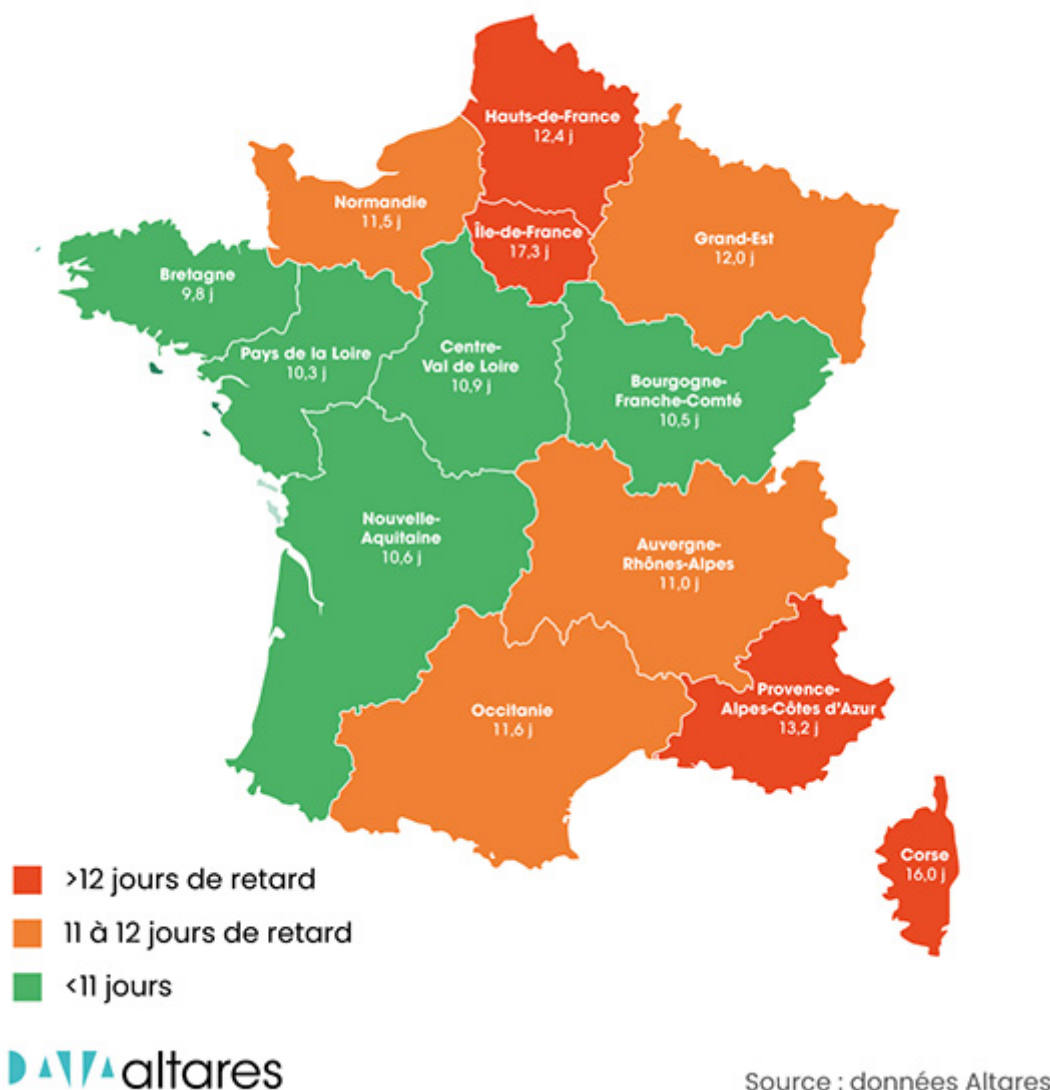 Hauts-de-France
12,4 j
Normandie
11,5 j
Île-de-France
17,3 j
Grand-Est
12,0 j
Bretagne
9,8 j
Pays de la Loire
10,3 j
Centre-
Val de Loire
10,9 j
Bourgogne-
Franche-Comté
10,5 j
Nouvelle-
Aquitaine
10,6 j
Auvergne-
Rhônes-Alpes
11,0 j
Occitanie
11,6 j
Provence-
Alpes-Côtes d'Azur
13,2 j
Corse
16,0 j
>12 jours de retard
11 à 12 jours de retard
<11 jours
DATA altares
Source : données Altares